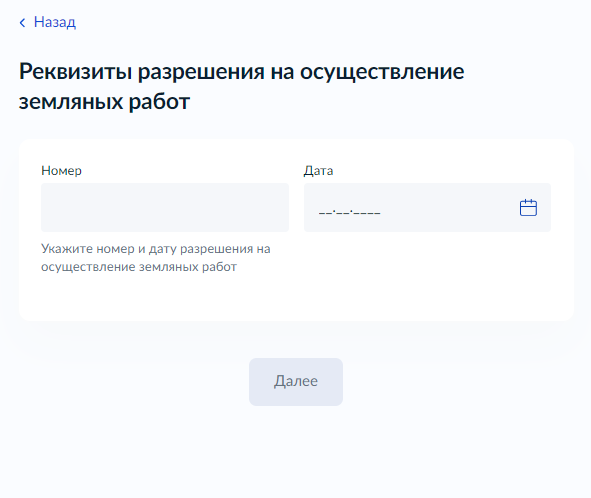 Назад
Реквизиты разрешения на осуществление
земляных работ
Номер
Дата
__.__.____
Укажите номер и дату разрешения на
осуществление земляных работ
Далее